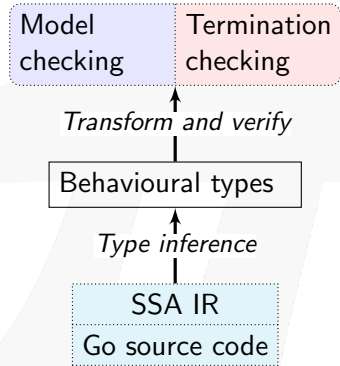 Model Termination
checking checking
Transform and verify
Behavioural types
Type inference
SSA IR
Go source code